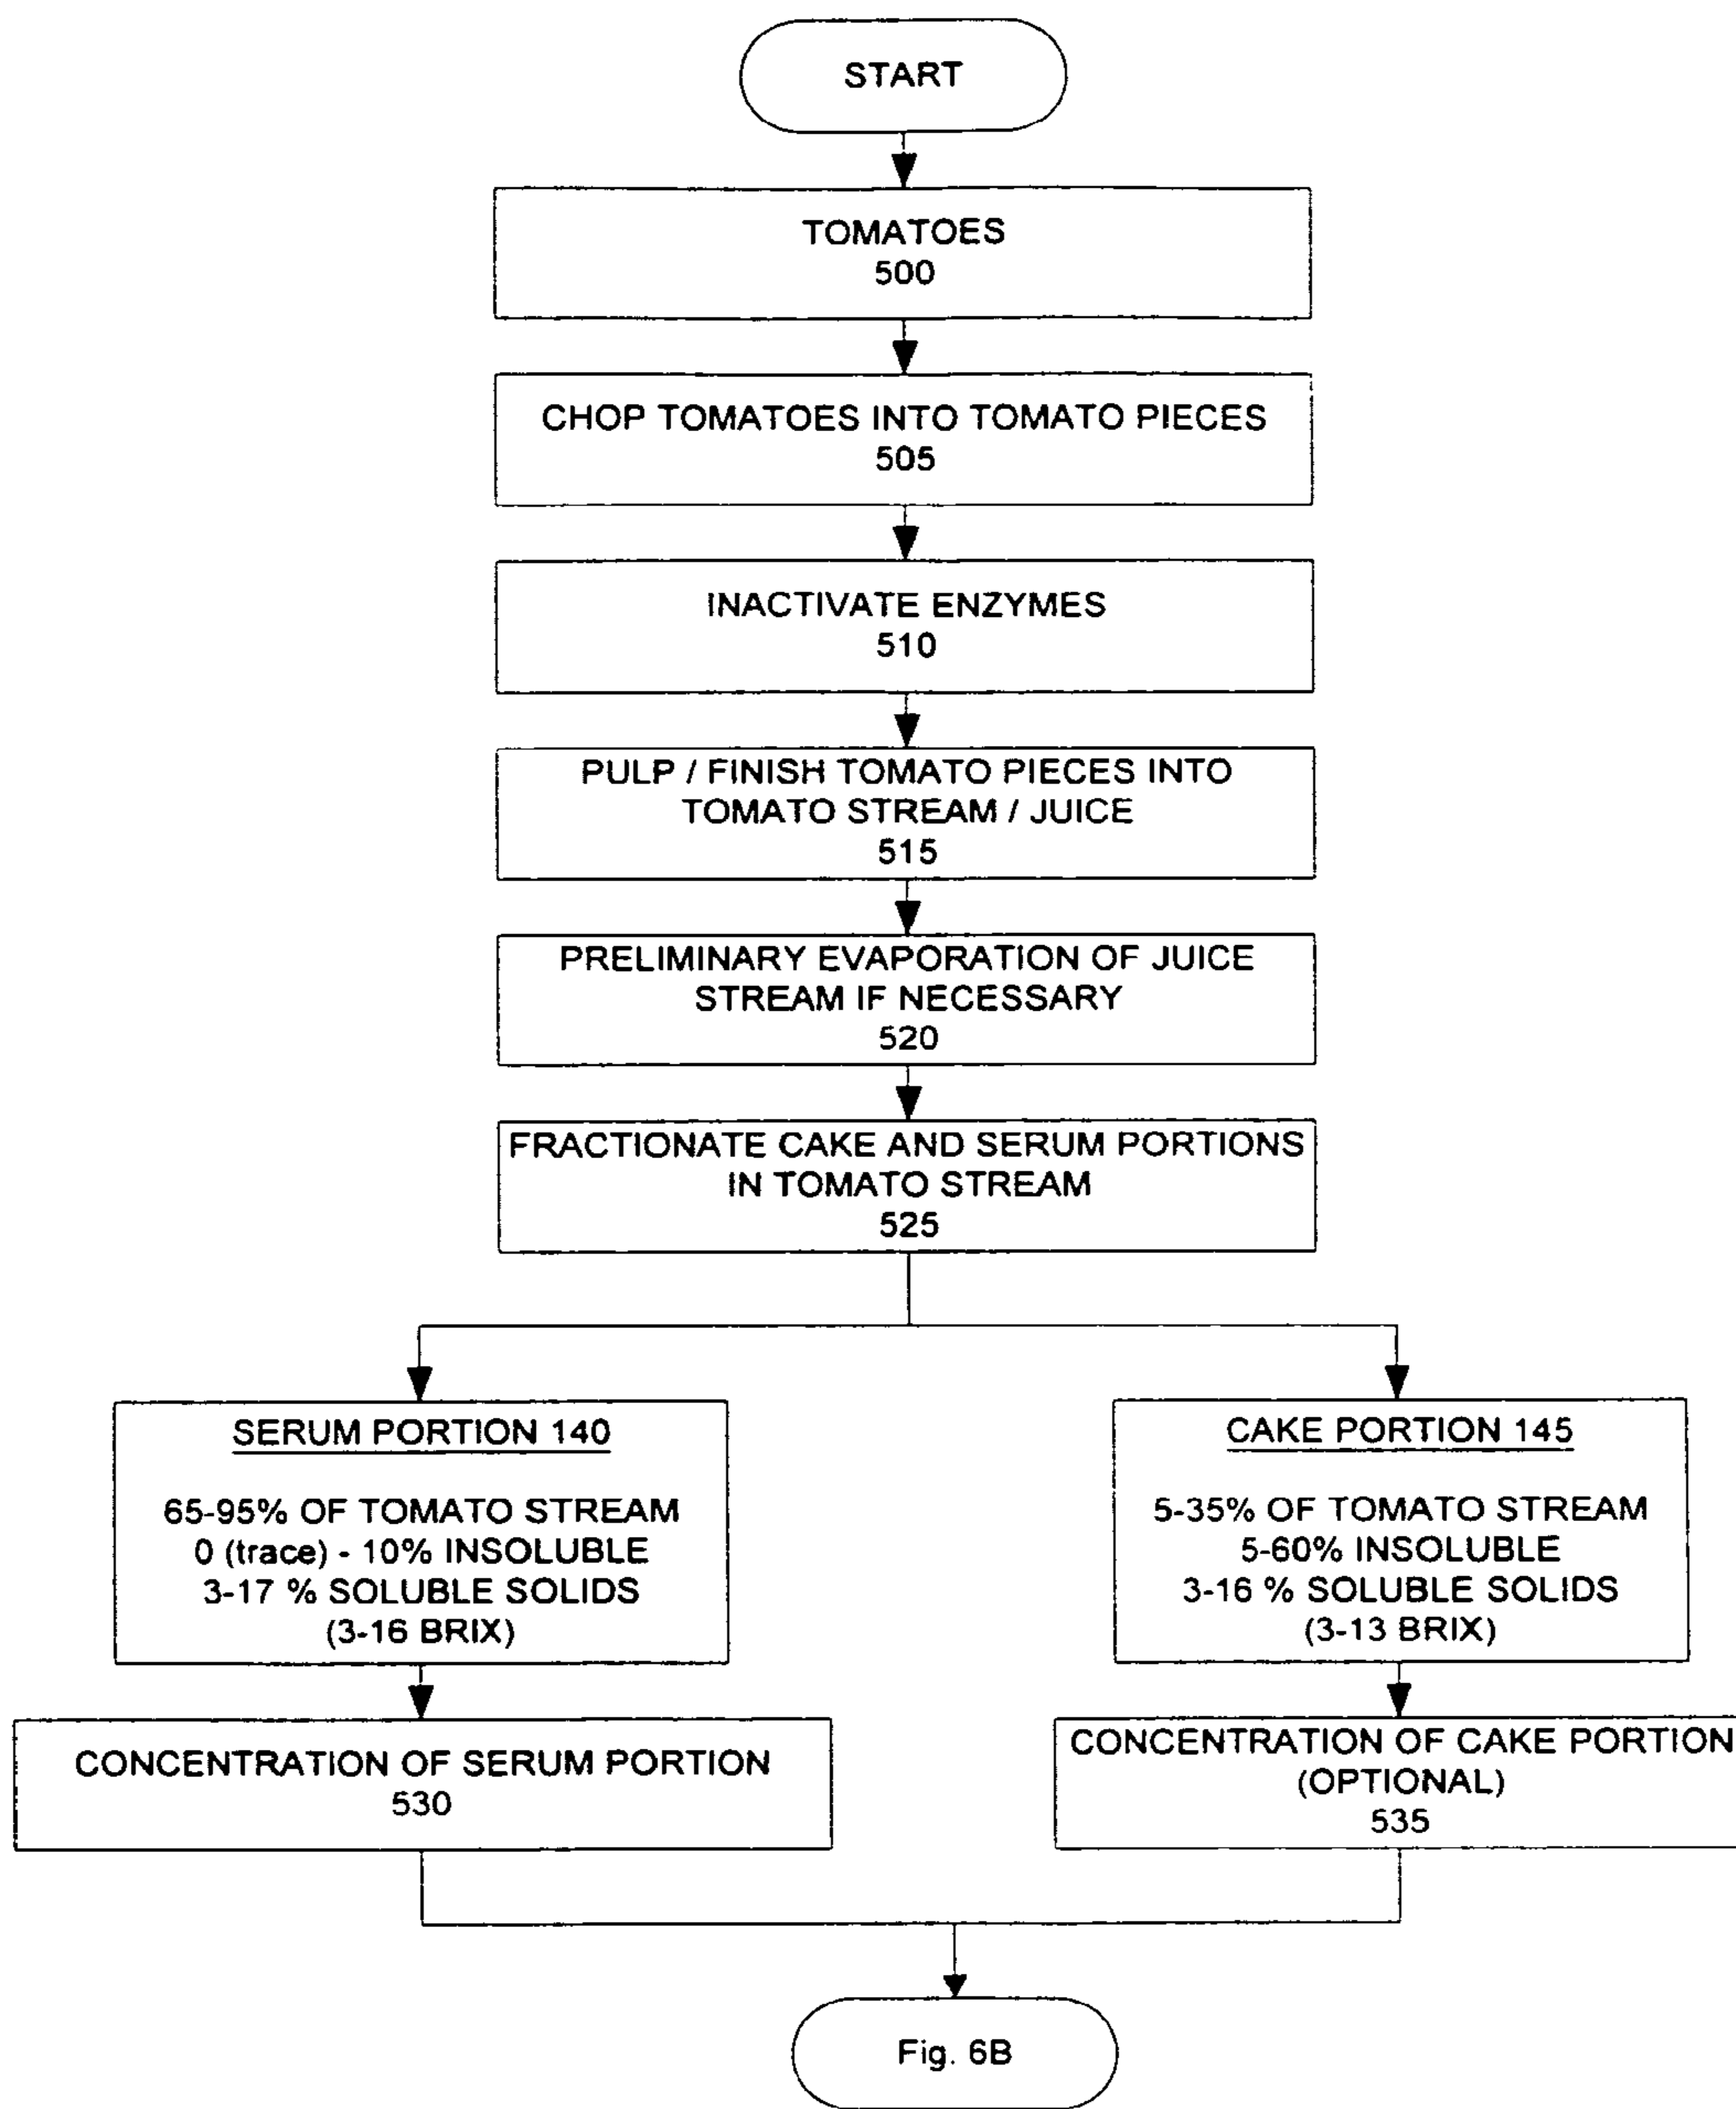 START
TOMATOES
500
CHOP TOMATOES INTO TOMATO PIECES
505
INACTIVATE ENZYMES
510
PULP / FINISH TOMATO PIECES INTO
TOMATO STREAM / JUICE
515
PRELIMINARY EVAPORATION OF JUICE
STREAM IF NECESSARY
520
FRACTIONATE CAKE AND SERUM PORTIONS
IN TOMATO STREAM
525
SERUM PORTION 140
65-95% OF TOMATO STREAM
0 (trace) - 10% INSOLUBLE
3-17 % SOLUBLE SOLIDS
(3-16 BRIX)
CAKE PORTION 145
5-35% OF TOMATO STREAM
5-60% INSOLUBLE
3-16 % SOLUBLE SOLIDS
(3-13 BRIX)
CONCENTRATION OF SERUM PORTION
530
CONCENTRATION OF CAKE PORTION
(OPTIONAL)
535
Fig. 6B